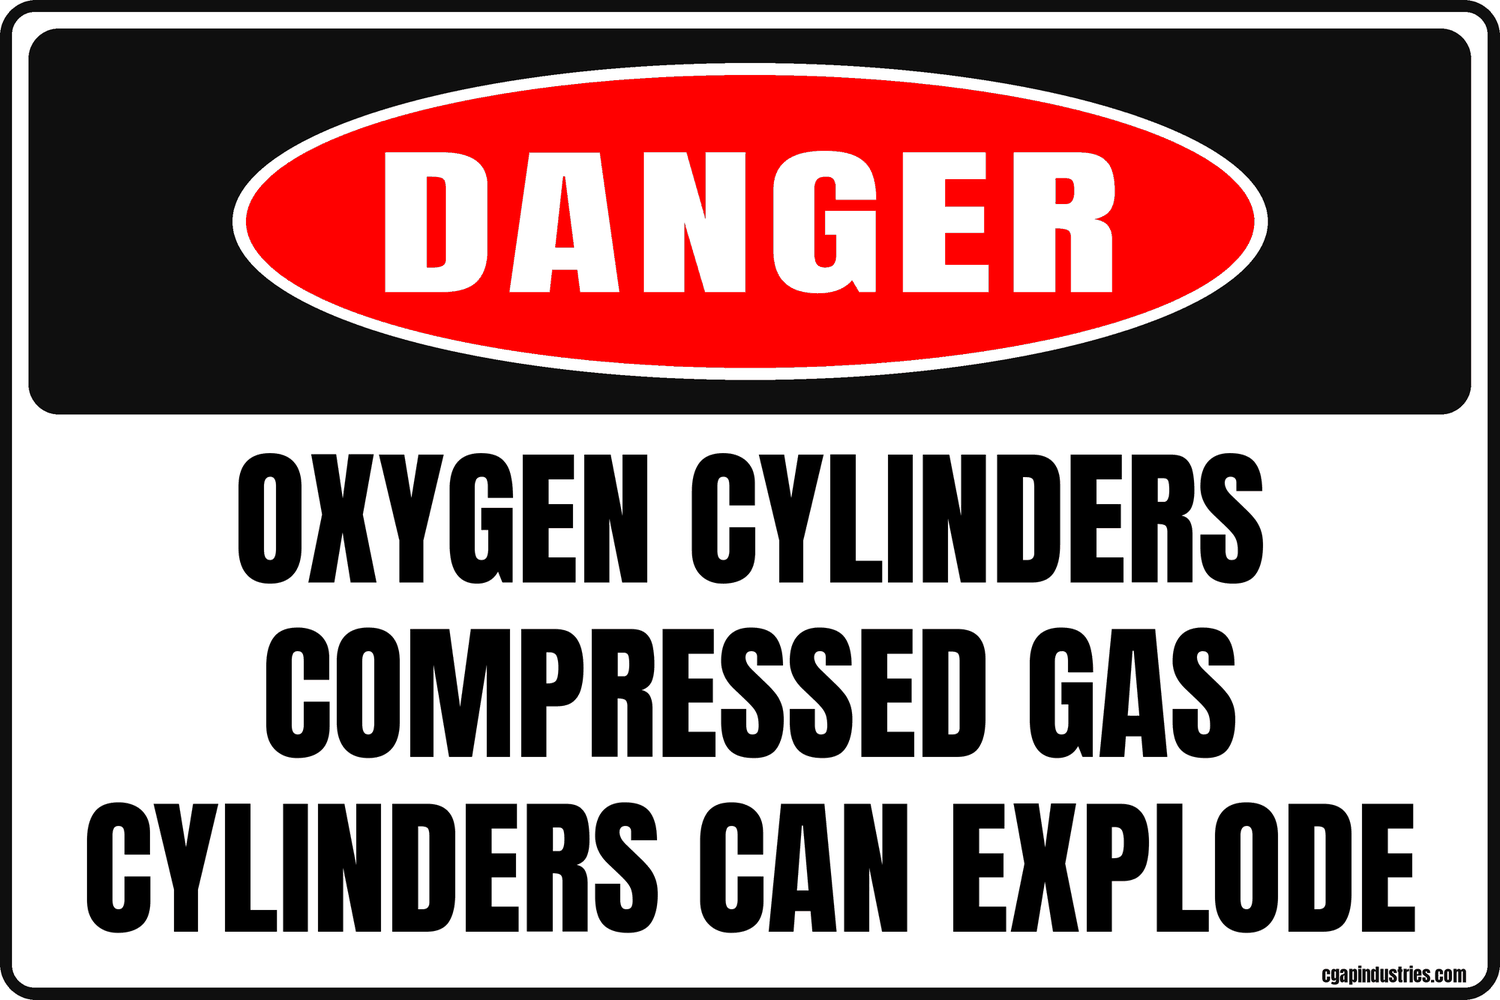 DANGER
OXYGEN CYLINDERS
COMPRESSED GAS
CYLINDERS CAN EXPLODE
cgapindustries.com